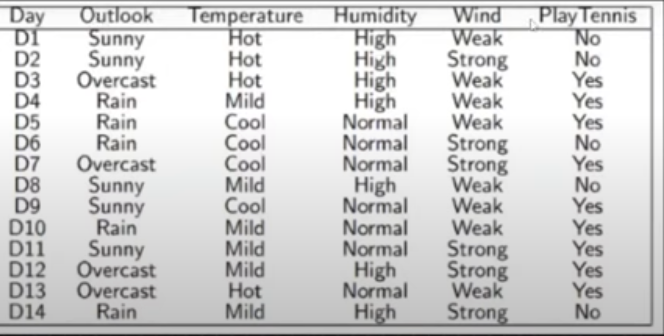 Day Outlook Temperature Humidity Wind PlayTennis
D1 Sunny Hot High Weak No
D2 Sunny Hot High Strong No
D3 Overcast Hot High Weak Yes
D4 Rain Mild High Weak Yes
D5 Rain Cool Normal Weak Yes
D6 Rain Cool Normal Strong No
D7 Overcast Cool Normal Strong Yes
D8 Sunny Mild High Weak No
D9 Sunny Cool Normal Weak Yes
D10 Rain Mild Normal Weak Yes
D11 Sunny Mild Normal Strong Yes
D12 Overcast Mild High Strong Yes
D13 Overcast Hot Normal Weak Yes
D14 Rain Mild High Strong No